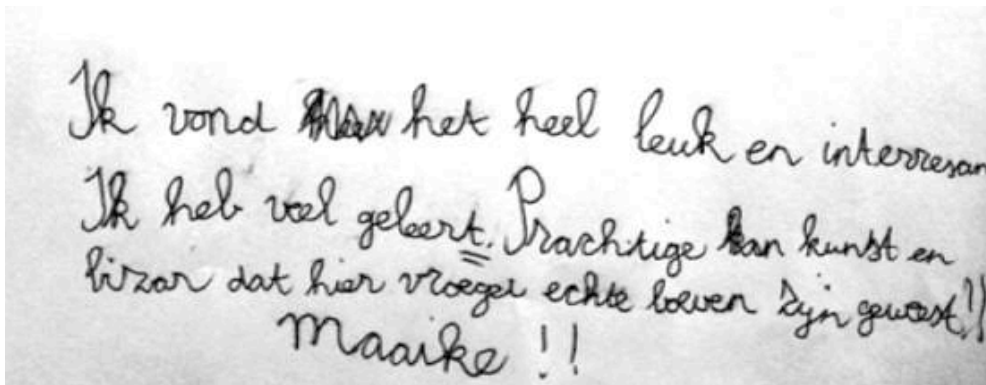 Ik vond het heel leuk en interresan
Ik heb veel geleert. Prachtige kunst en
bizar dat hier vroeger echte boeven zijn geweest!!
Maaike !!